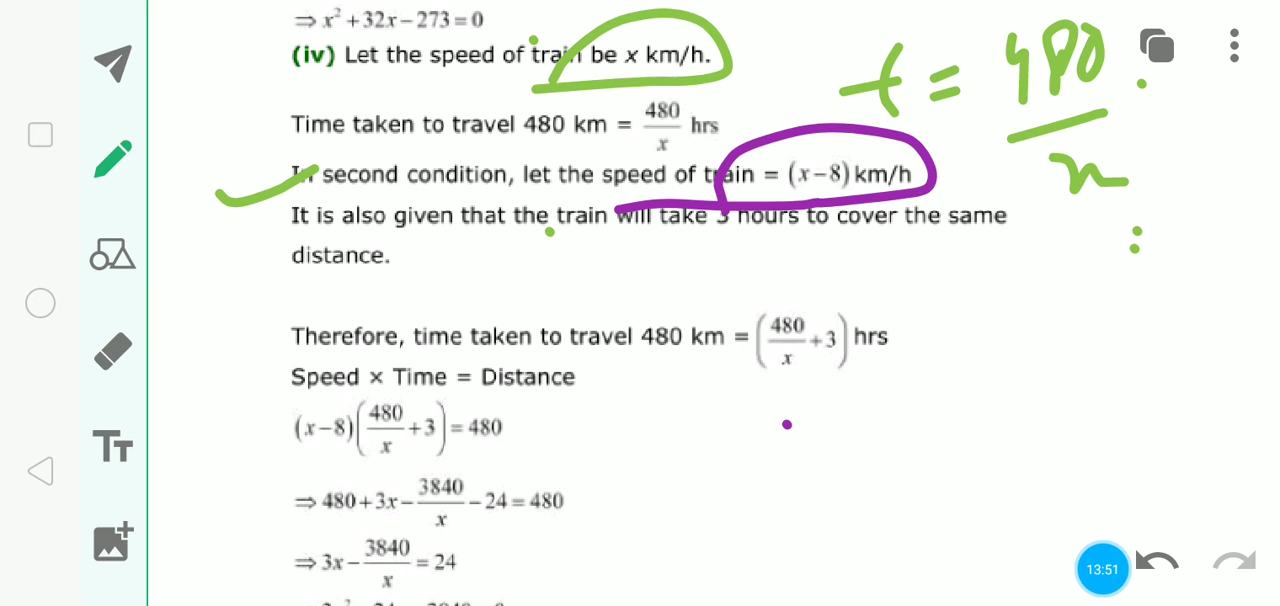 ⇒ x² + 32x − 273 = 0
(iv) Let the speed of train be x km/h.
t = 480/x
Time taken to travel 480 km = 480/x hrs
In second condition, let the speed of train = (x−8) km/h
It is also given that the train will take 3 hours to cover the same
distance.
Therefore, time taken to travel 480 km = (480/x + 3) hrs
Speed × Time = Distance
(x−8)(480/x + 3) = 480
⇒ 480 + 3x − 3840/x − 24 = 480
⇒ 3x − 3840/x = 24
TT
13:51